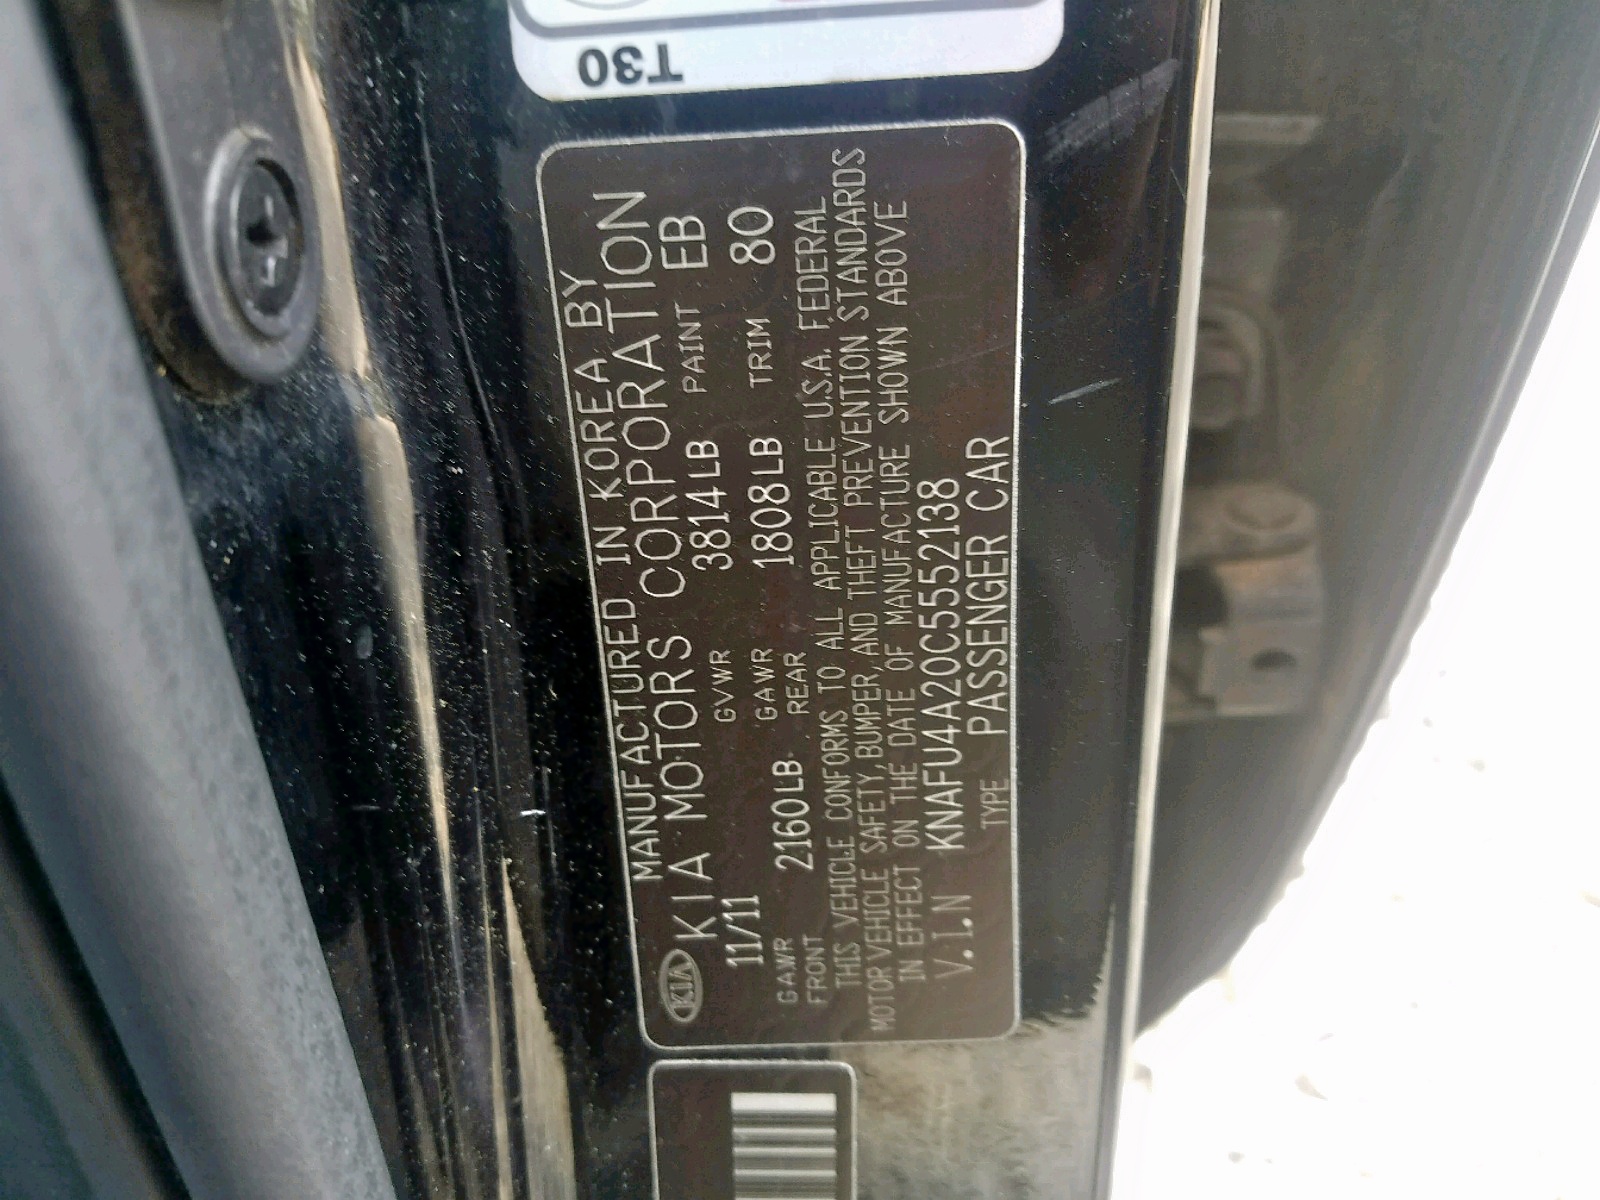 T30
MANUFACTURED IN KOREA BY
KIA KIA MOTORS CORPORATION
11/11 GVWR 3814LB PAINT EB
GAWR FRONT 2160LB GAWR REAR 1808LB TRIM 80
THIS VEHICLE CONFORMS TO ALL APPLICABLE U.S.A. FEDERAL
MOTOR VEHICLE SAFETY, BUMPER, AND THEFT PREVENTION STANDARDS
IN EFFECT ON THE DATE OF MANUFACTURE SHOWN ABOVE
V.I.N KNAFU4A20C5552138
TYPE PASSENGER CAR